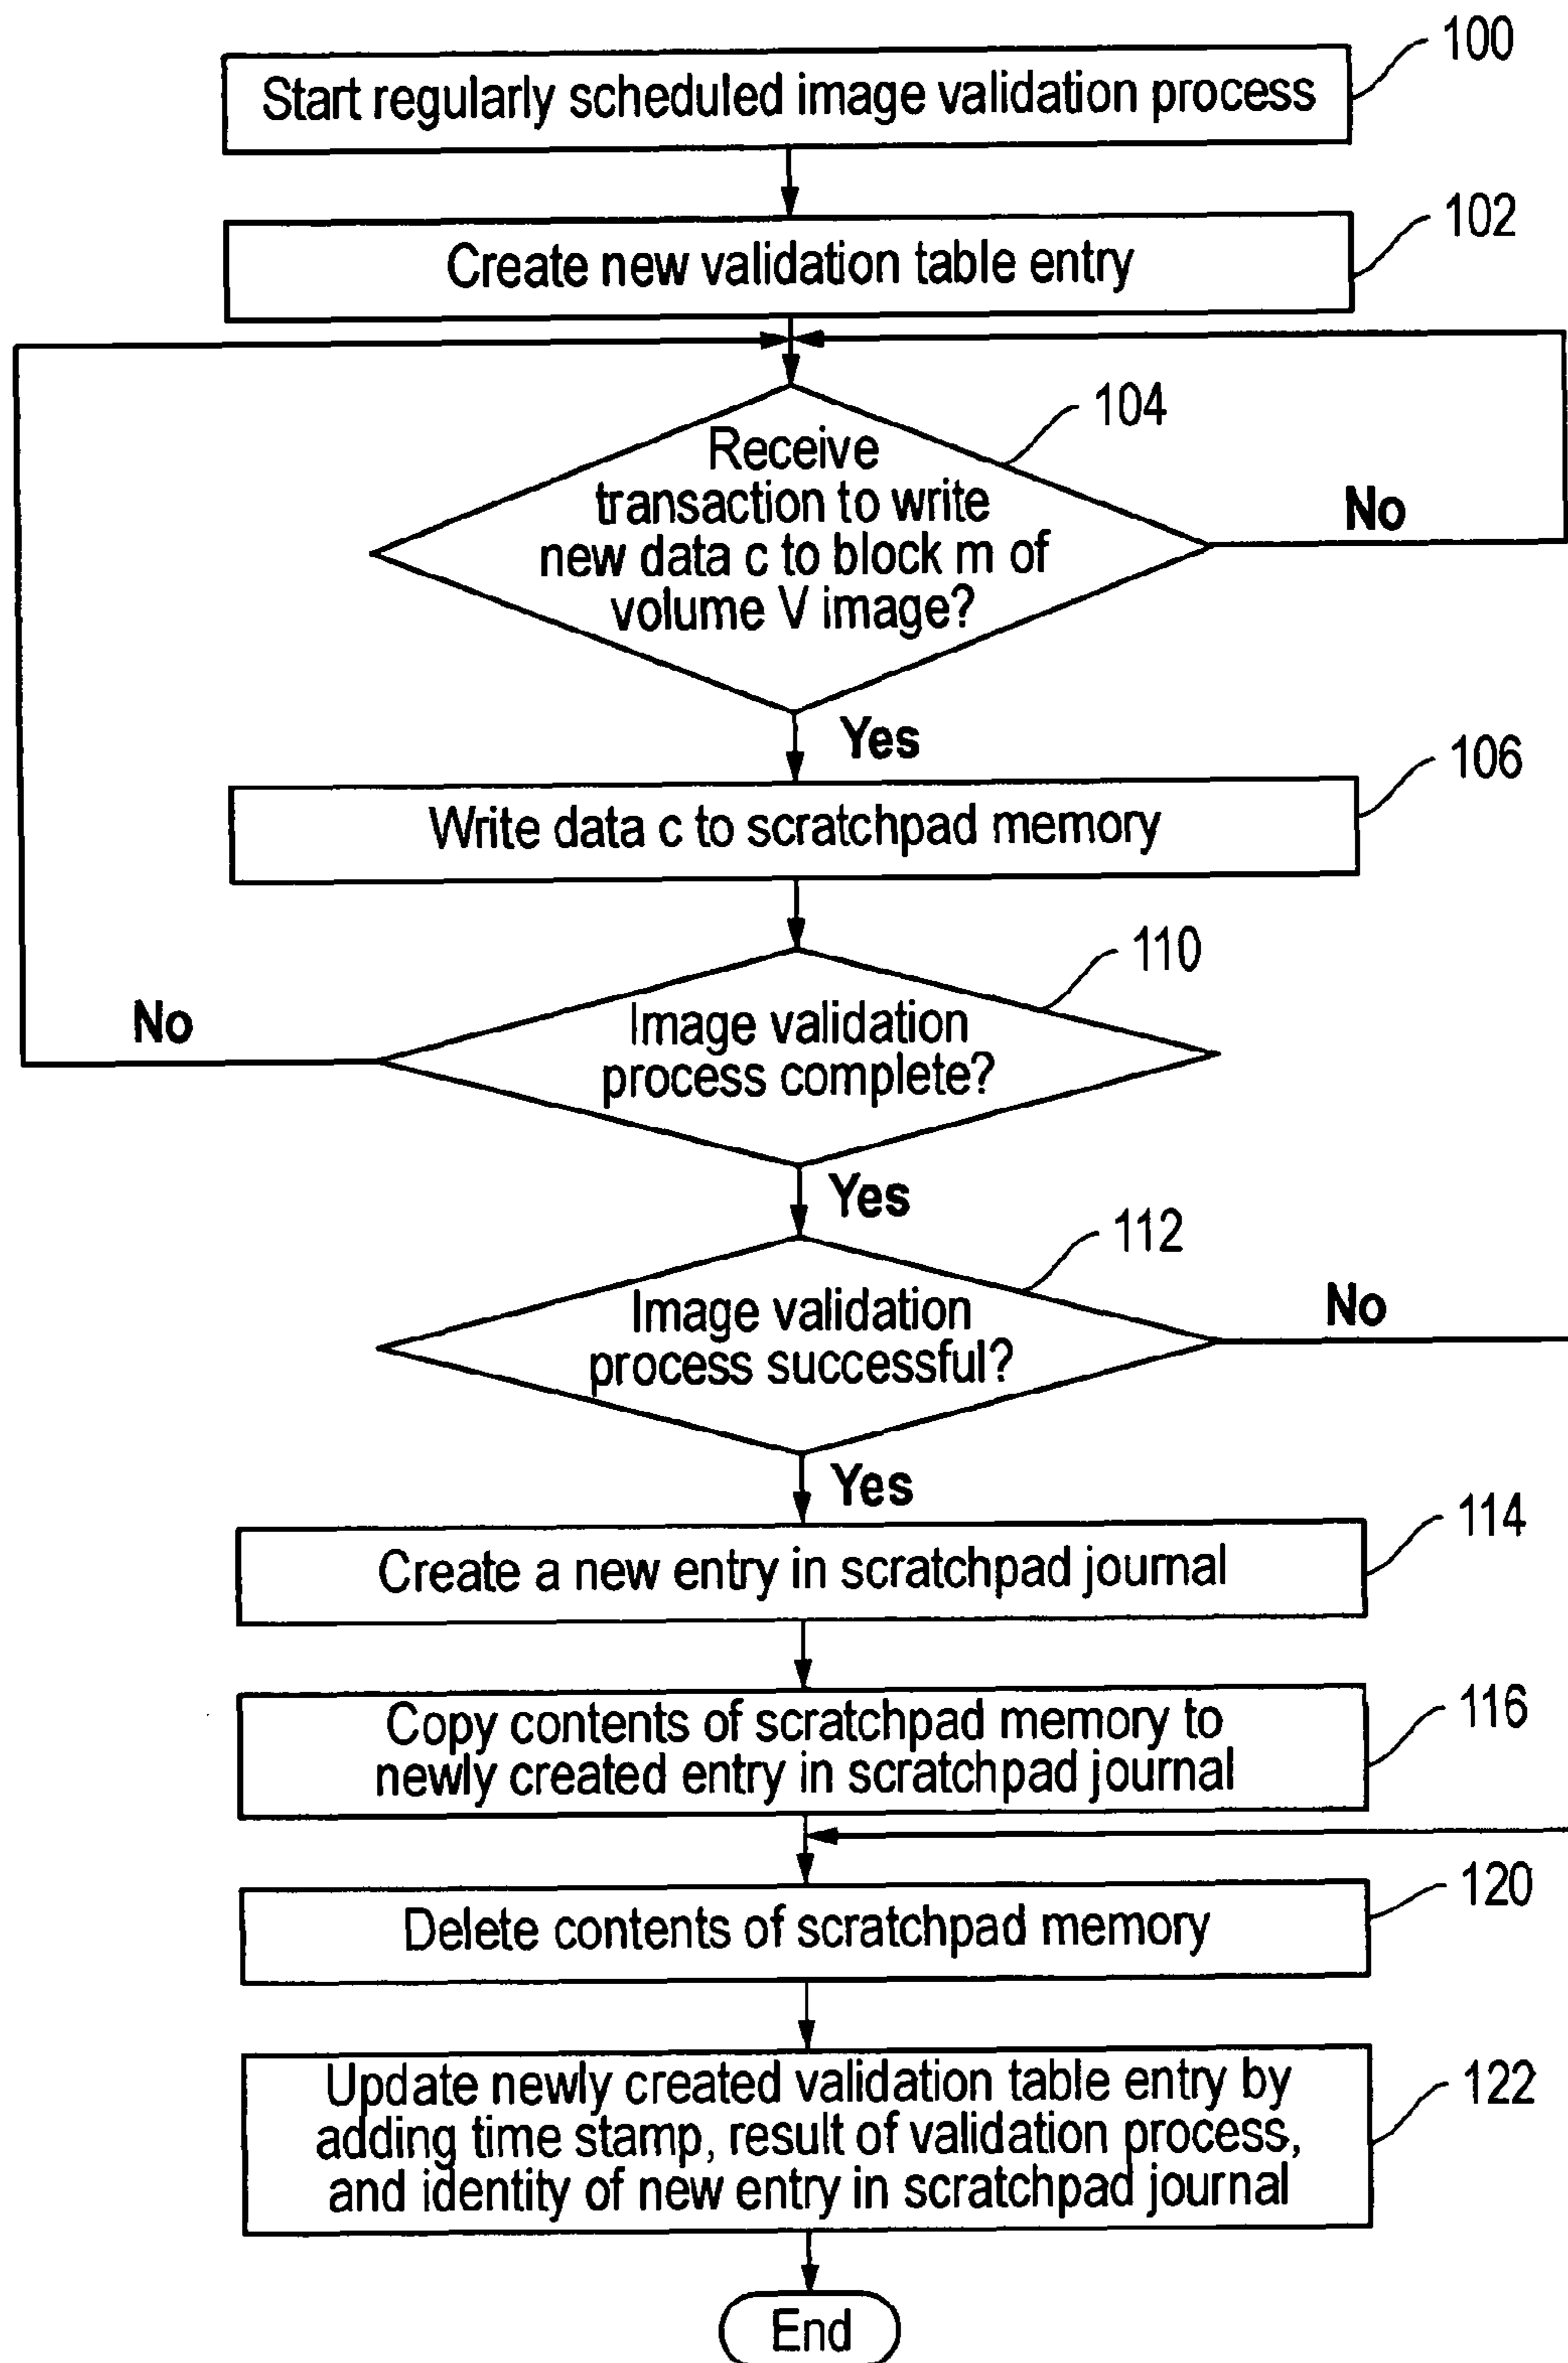 100
Start regularly scheduled image validation process
102
Create new validation table entry
104
Receive
transaction to write
new data c to block m of
volume V image?
No
Yes
106
Write data c to scratchpad memory
110
Image validation
process complete?
No
Yes
112
Image validation
process successful?
No
Yes
114
Create a new entry in scratchpad journal
116
Copy contents of scratchpad memory to
newly created entry in scratchpad journal
120
Delete contents of scratchpad memory
122
Update newly created validation table entry by
adding time stamp, result of validation process,
and identity of new entry in scratchpad journal
End